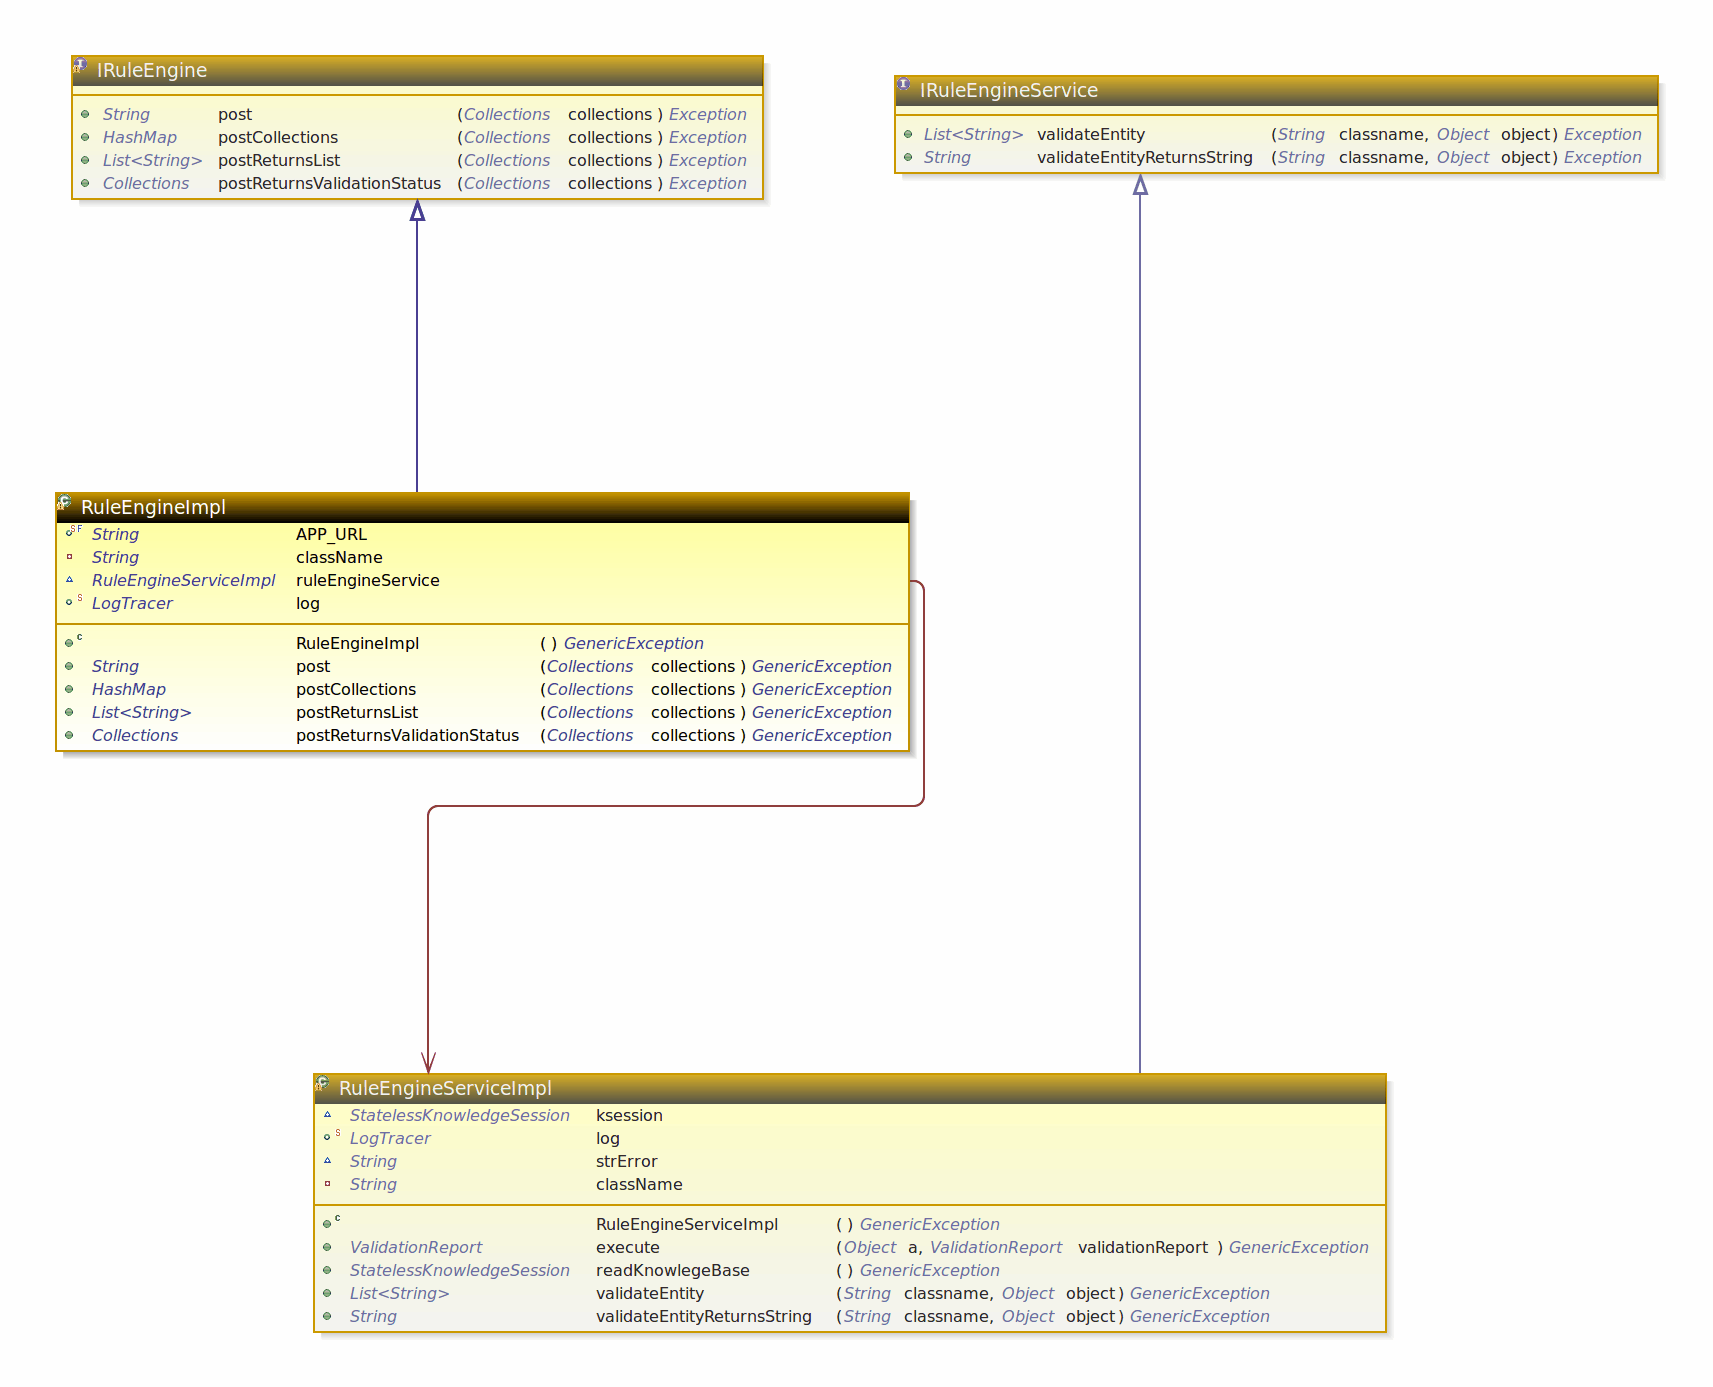 IRuleEngine
String post (Collections collections ) Exception
HashMap postCollections (Collections collections ) Exception
List<String> postReturnsList (Collections collections ) Exception
Collections postReturnsValidationStatus (Collections collections ) Exception
IRuleEngineService
List<String> validateEntity (String classname, Object object ) Exception
String validateEntityReturnsString (String classname, Object object ) Exception
RuleEngineImpl
S F String APP_URL
String className
RuleEngineServiceImpl ruleEngineService
S LogTracer log
c RuleEngineImpl ( ) GenericException
String post (Collections collections ) GenericException
HashMap postCollections (Collections collections ) GenericException
List<String> postReturnsList (Collections collections ) GenericException
Collections postReturnsValidationStatus (Collections collections ) GenericException
RuleEngineServiceImpl
StatelessKnowledgeSession ksession
S LogTracer log
String strError
String className
c RuleEngineServiceImpl ( ) GenericException
ValidationReport execute (Object a, ValidationReport validationReport ) GenericException
StatelessKnowledgeSession readKnowlegeBase ( ) GenericException
List<String> validateEntity (String classname, Object object ) GenericException
String validateEntityReturnsString (String classname, Object object ) GenericException